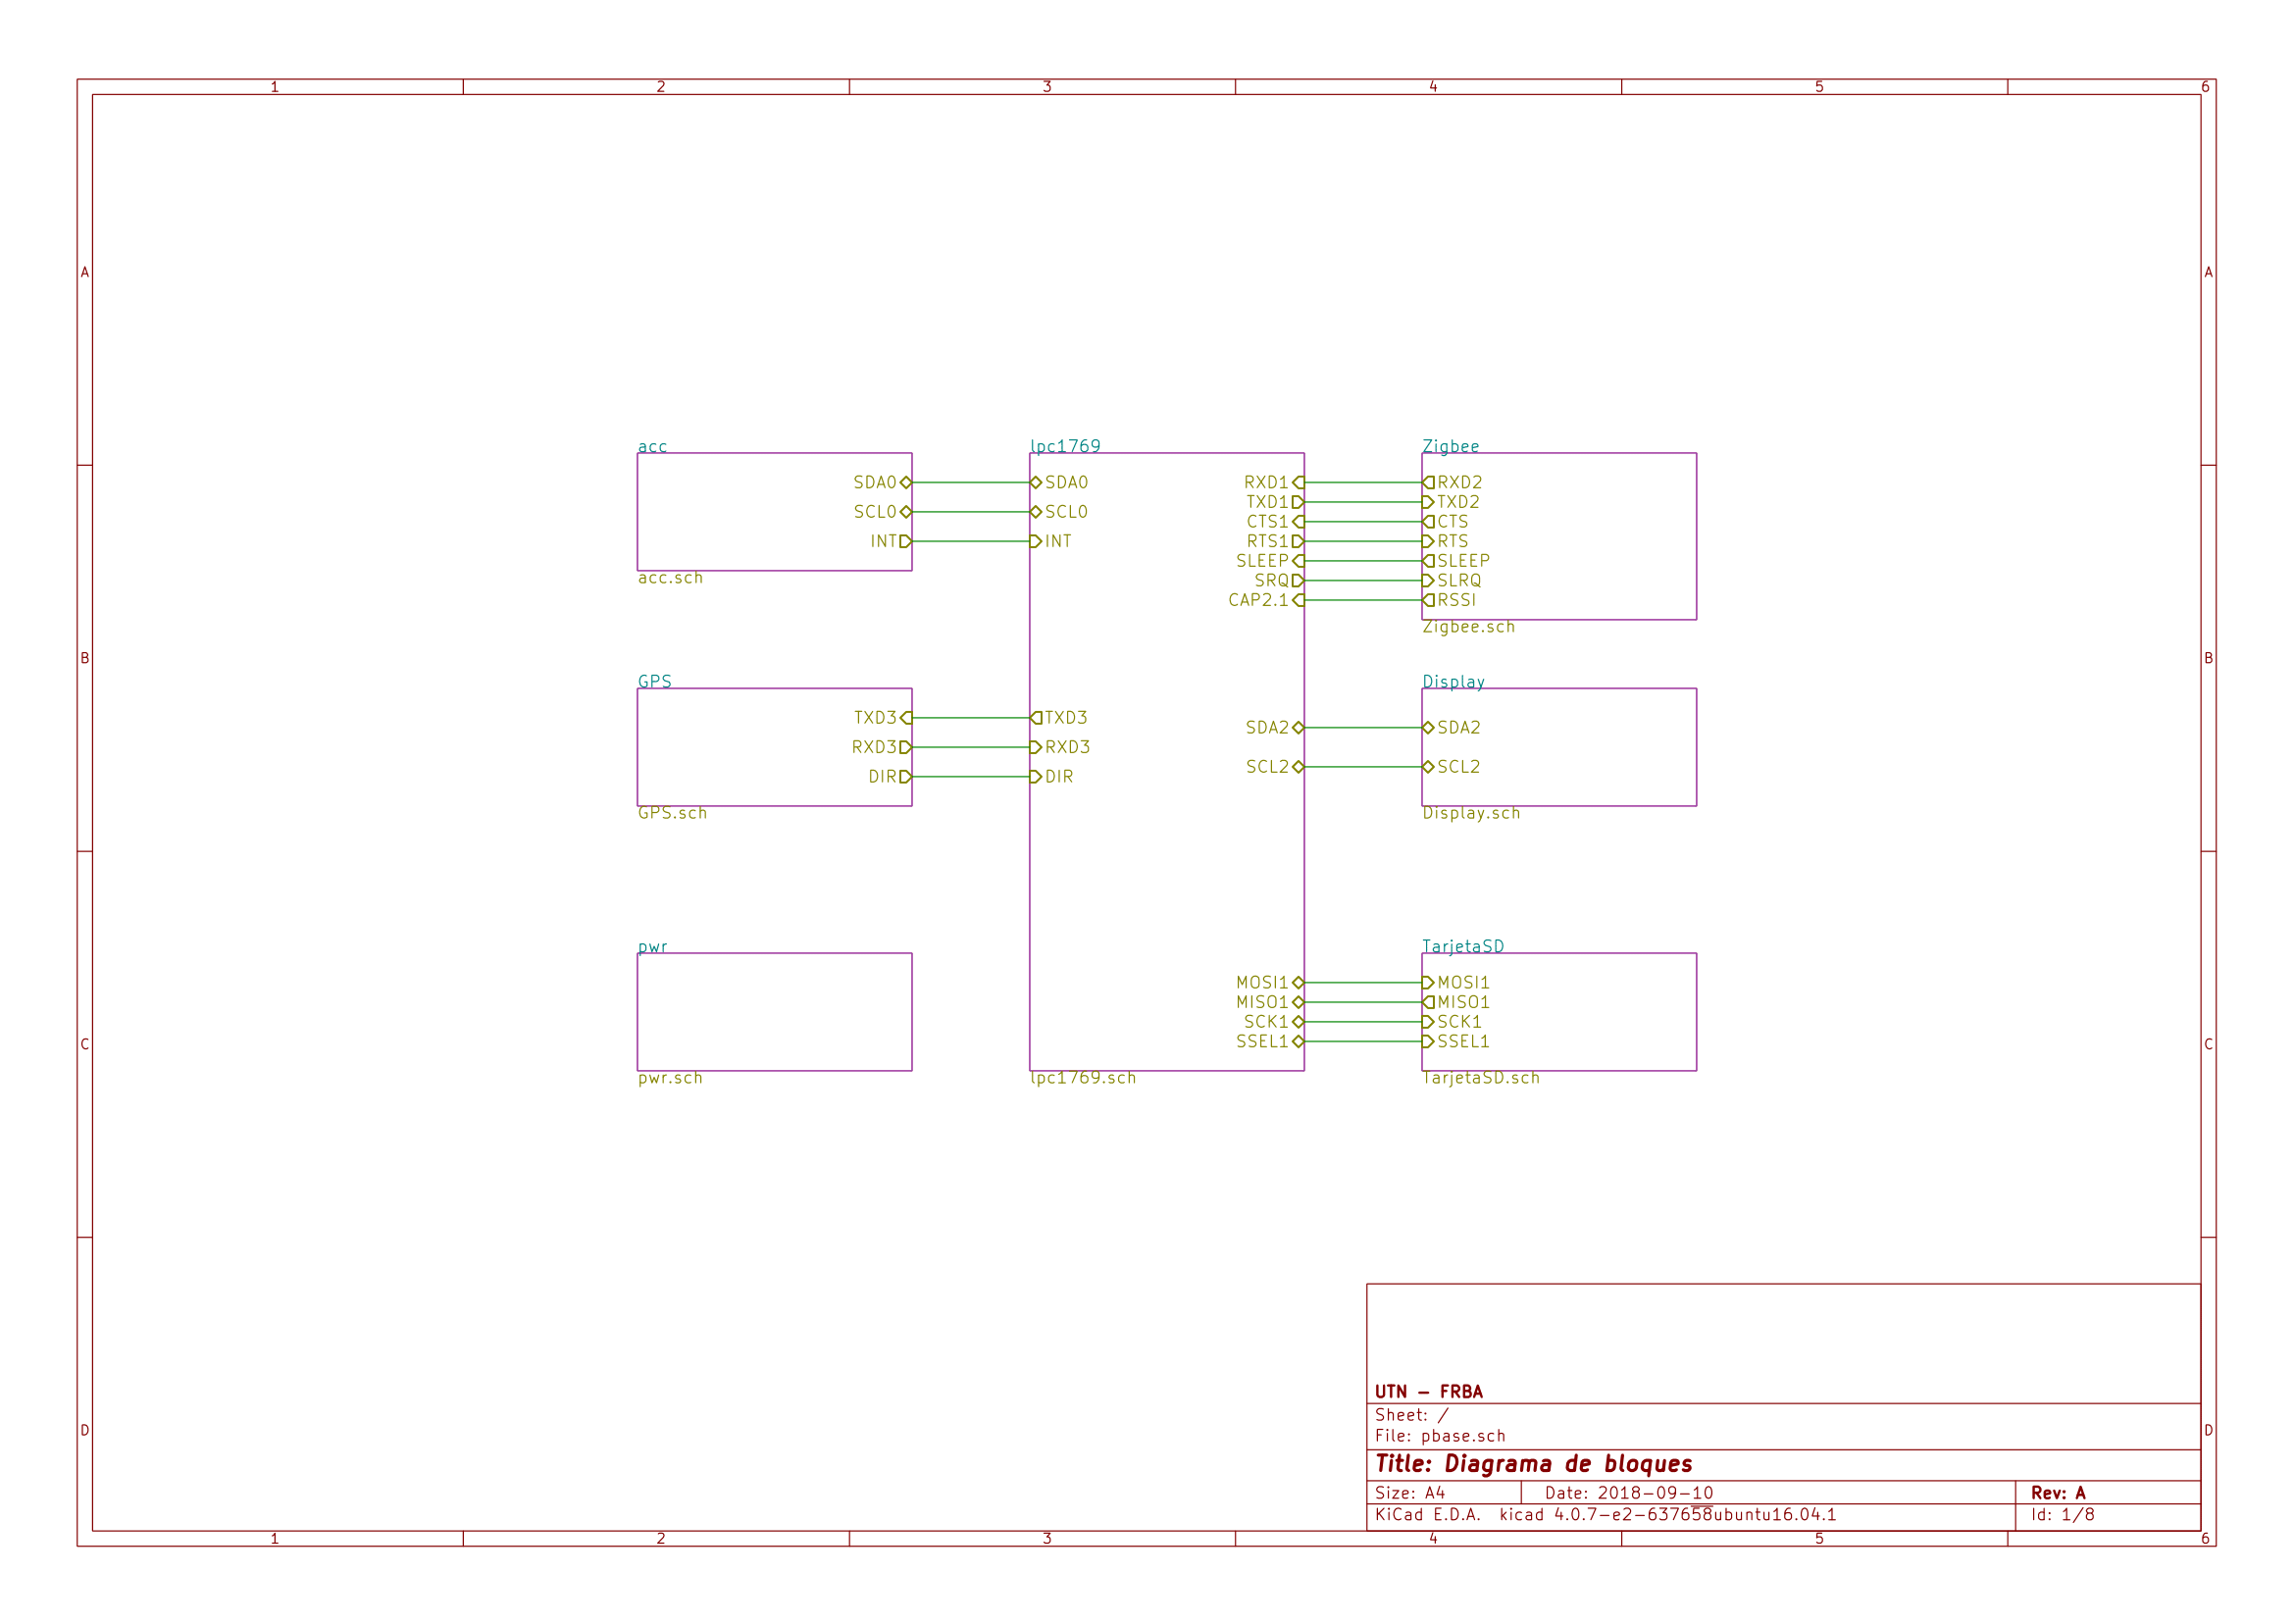 1 2 3 4 5 6
A A
acc
SDA0
SCL0
INT
acc.sch
lpc1769
SDA0
SCL0
INT
TXD3
RXD3
DIR
RXD1
TXD1
CTS1
RTS1
SLEEP
SRQ
CAP2.1
SDA2
SCL2
MOSI1
MISO1
SCK1
SSEL1
lpc1769.sch
Zigbee
RXD2
TXD2
CTS
RTS
SLEEP
SLRQ
RSSI
Zigbee.sch
B B
GPS
TXD3
RXD3
DIR
GPS.sch
Display
SDA2
SCL2
Display.sch
pwr
pwr.sch
TarjetaSD
MOSI1
MISO1
SCK1
SSEL1
TarjetaSD.sch
C C
D D
UTN - FRBA
Sheet: /
File: pbase.sch
Title: Diagrama de bloques
Size: A4 Date: 2018-09-10 Rev: A
KiCad E.D.A. kicad 4.0.7-e2-637658ubuntu16.04.1 Id: 1/8
1 2 3 4 5 6